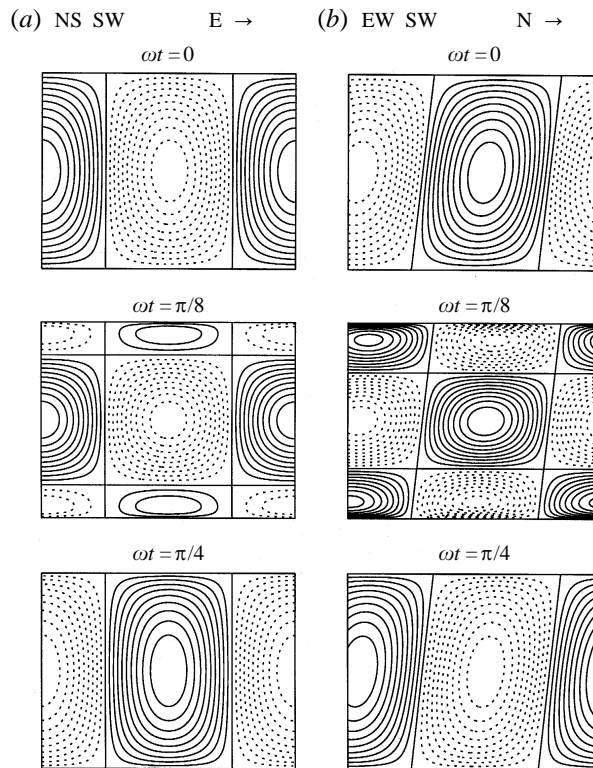 (a) NS SW E → (b) EW SW N →
ωt = 0 ωt = 0
ωt = π/8 ωt = π/8
ωt = π/4 ωt = π/4